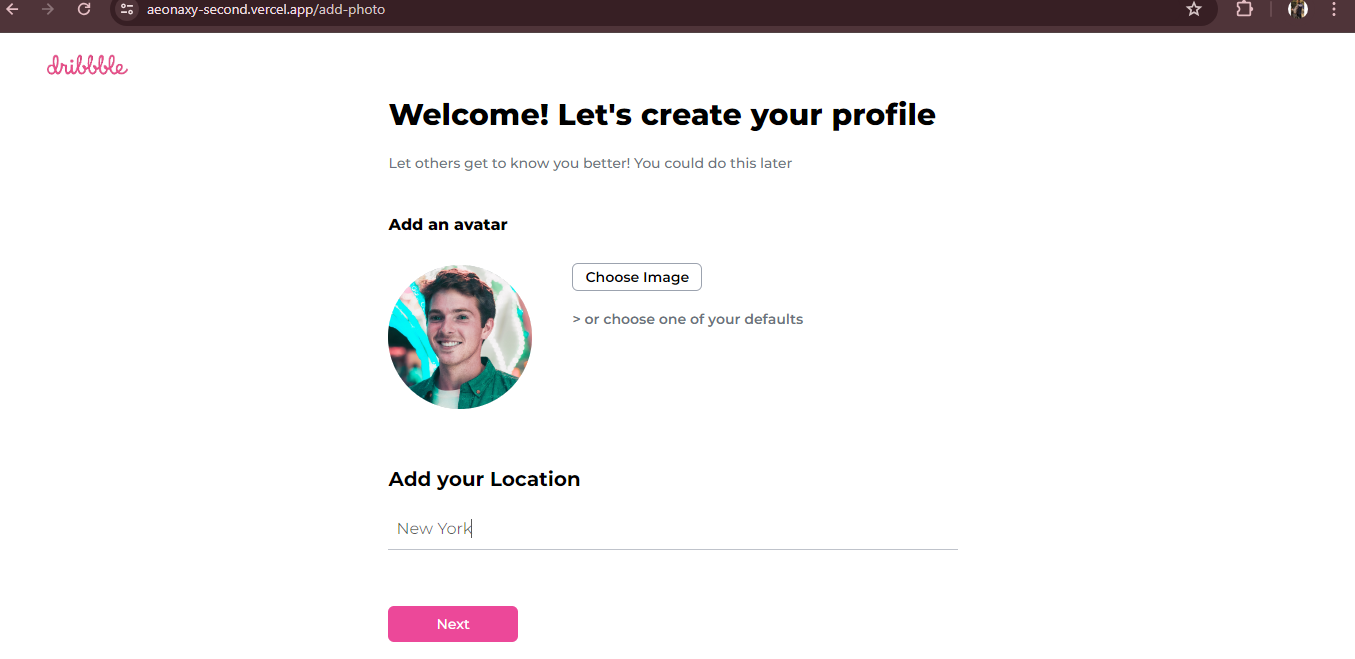 aeonaxy-second.vercel.app/add-photo
dribbble
Welcome! Let's create your profile
Let others get to know you better! You could do this later
Add an avatar
Choose Image
> or choose one of your defaults
Add your Location
New York
Next